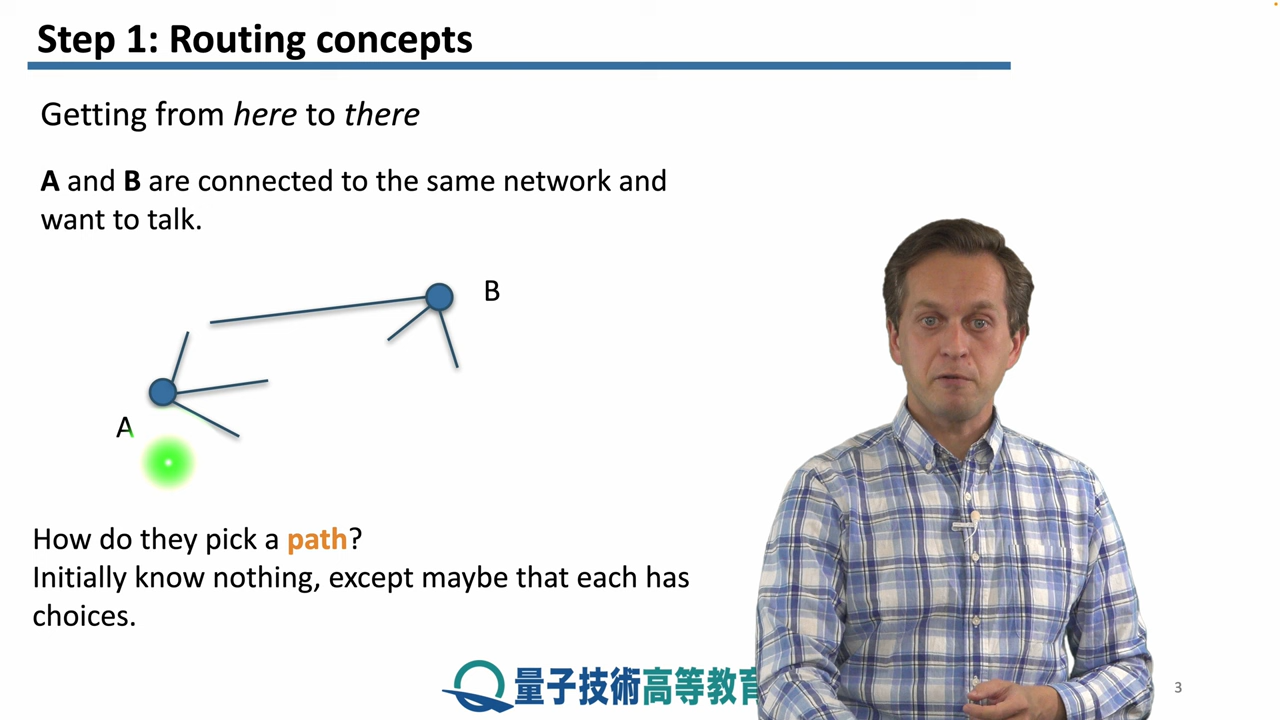 Step 1: Routing concepts
Getting from here to there
A and B are connected to the same network and
want to talk.
B
A
How do they pick a path?
Initially know nothing, except maybe that each has
choices.
量子技術高等教育
3